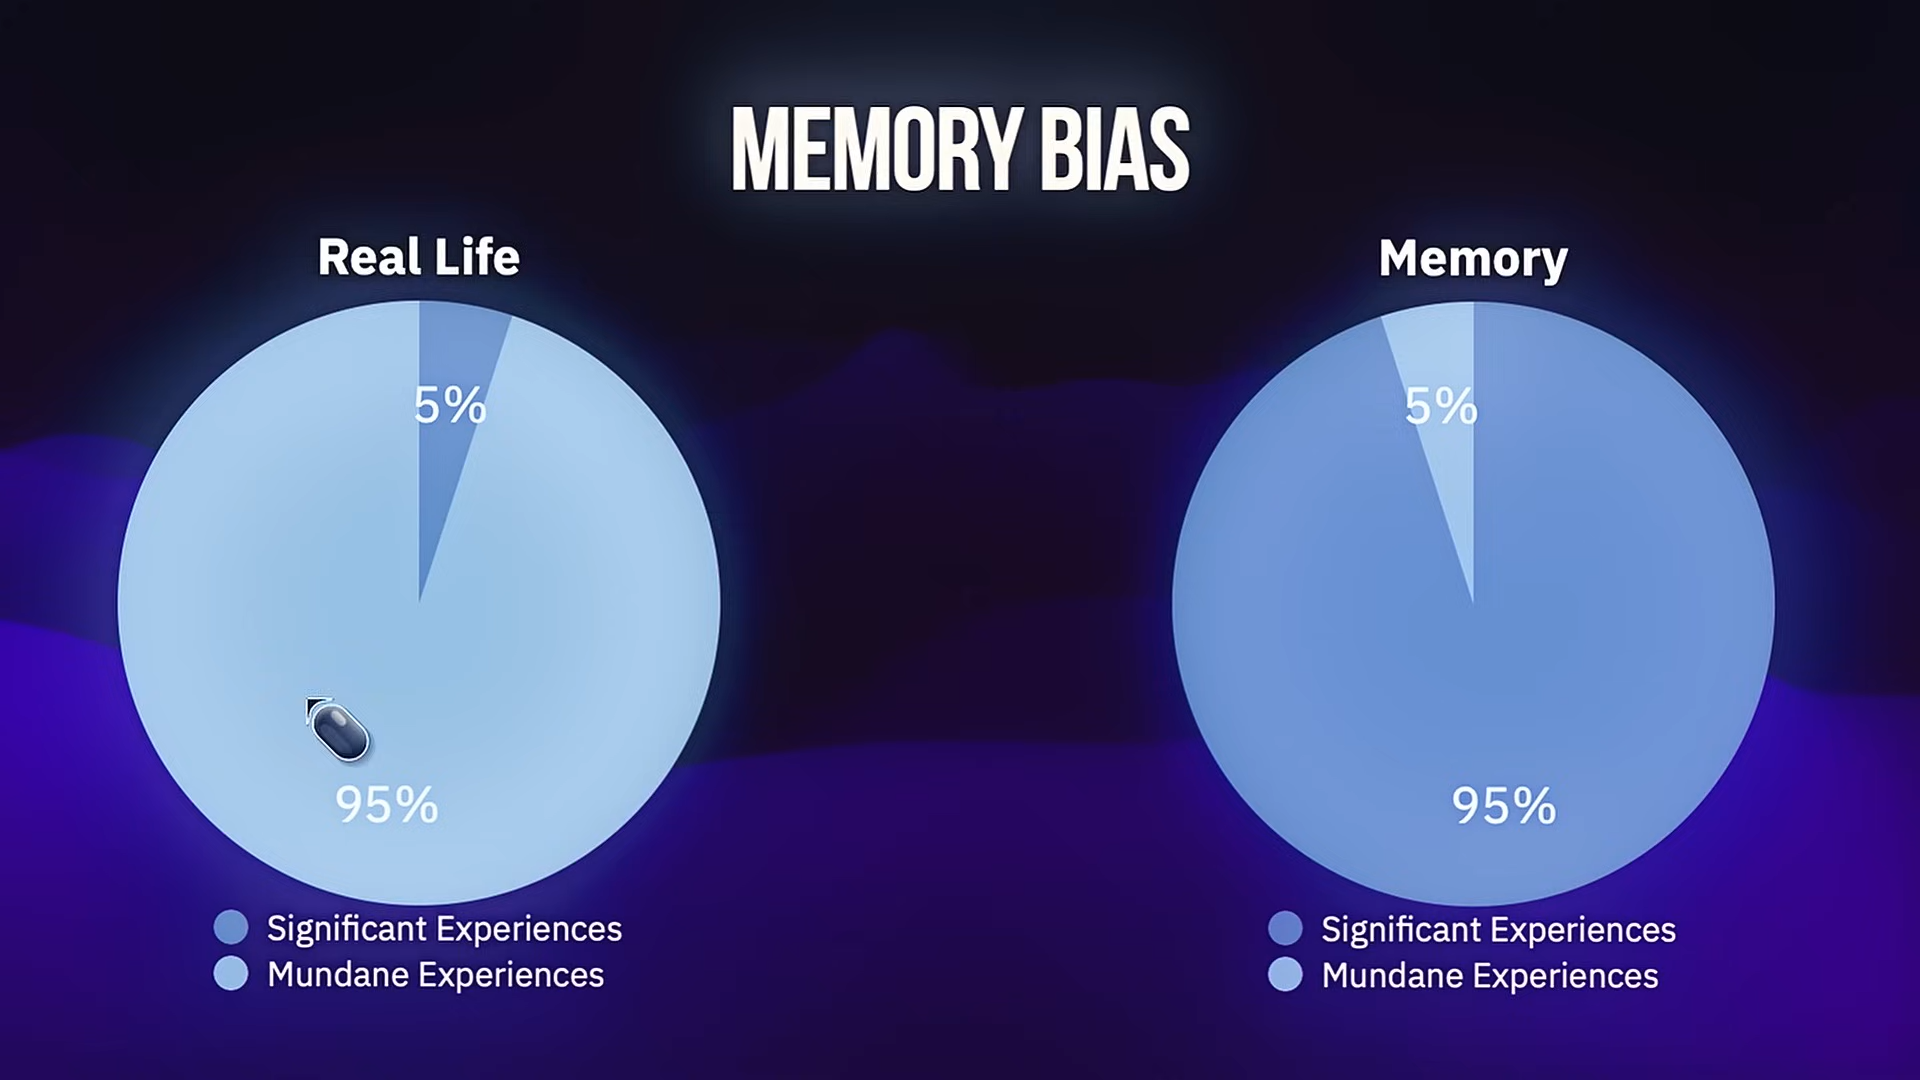 MEMORY BIAS
Real Life
5%
95%
Significant Experiences
Mundane Experiences
Memory
5%
95%
Significant Experiences
Mundane Experiences